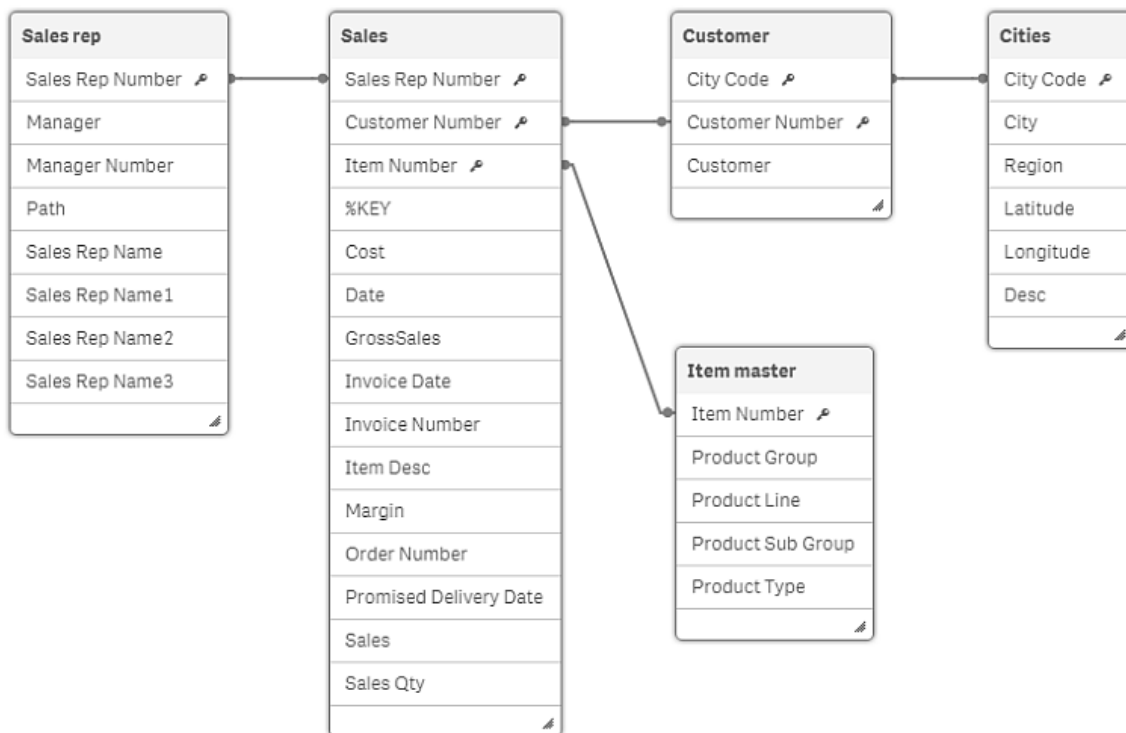 Sales rep
Sales Rep Number
Manager
Manager Number
Path
Sales Rep Name
Sales Rep Name1
Sales Rep Name2
Sales Rep Name3
Sales
Sales Rep Number
Customer Number
Item Number
%KEY
Cost
Date
GrossSales
Invoice Date
Invoice Number
Item Desc
Margin
Order Number
Promised Delivery Date
Sales
Sales Qty
Customer
City Code
Customer Number
Customer
Cities
City Code
City
Region
Latitude
Longitude
Desc
Item master
Item Number
Product Group
Product Line
Product Sub Group
Product Type